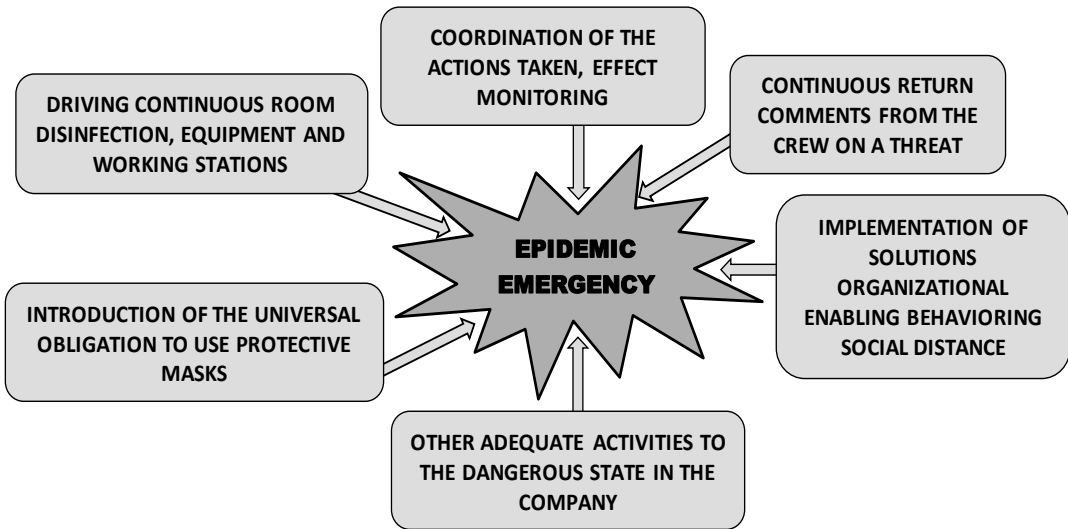 COORDINATION OF THE
ACTIONS TAKEN, EFFECT
MONITORING
CONTINUOUS RETURN
COMMENTS FROM THE
CREW ON A THREAT
DRIVING CONTINUOUS ROOM
DISINFECTION, EQUIPMENT AND
WORKING STATIONS
EPIDEMIC
EMERGENCY
IMPLEMENTATION OF
SOLUTIONS
ORGANIZATIONAL
ENABLING BEHAVIORING
SOCIAL DISTANCE
INTRODUCTION OF THE UNIVERSAL
OBLIGATION TO USE PROTECTIVE
MASKS
OTHER ADEQUATE ACTIVITIES TO
THE DANGEROUS STATE IN THE
COMPANY